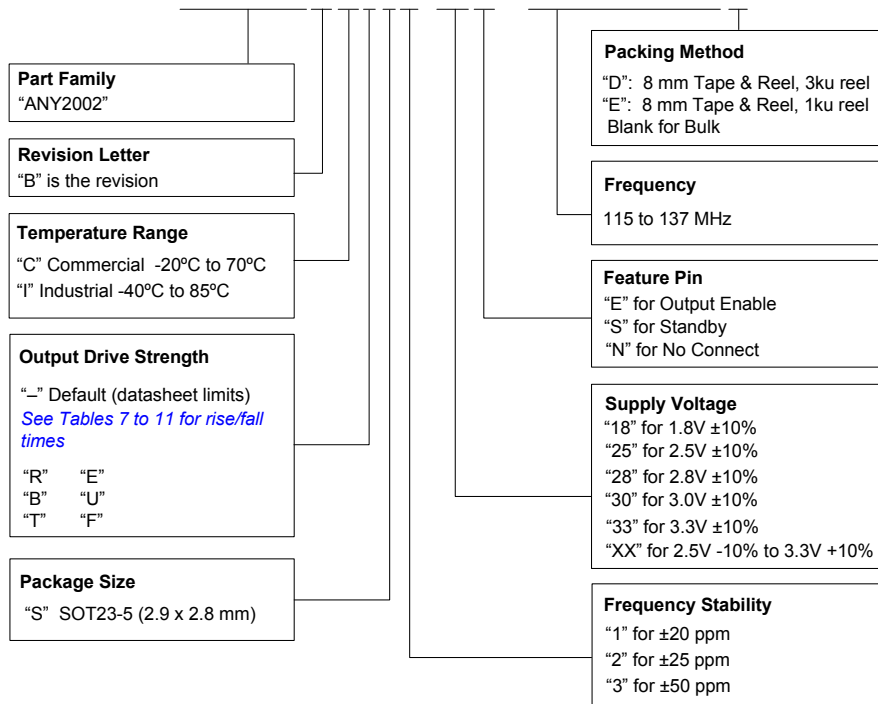 Part Family
"ANY2002"
Revision Letter
"B" is the revision
Temperature Range
"C" Commercial -20ºC to 70ºC
"I" Industrial -40ºC to 85ºC
Output Drive Strength
"–" Default (datasheet limits)
See Tables 7 to 11 for rise/fall
times
"R" "E"
"B" "U"
"T" "F"
Package Size
"S" SOT23-5 (2.9 x 2.8 mm)
Packing Method
"D": 8 mm Tape & Reel, 3ku reel
"E": 8 mm Tape & Reel, 1ku reel
Blank for Bulk
Frequency
115 to 137 MHz
Feature Pin
"E" for Output Enable
"S" for Standby
"N" for No Connect
Supply Voltage
"18" for 1.8V ±10%
"25" for 2.5V ±10%
"28" for 2.8V ±10%
"30" for 3.0V ±10%
"33" for 3.3V ±10%
"XX" for 2.5V -10% to 3.3V +10%
Frequency Stability
"1" for ±20 ppm
"2" for ±25 ppm
"3" for ±50 ppm